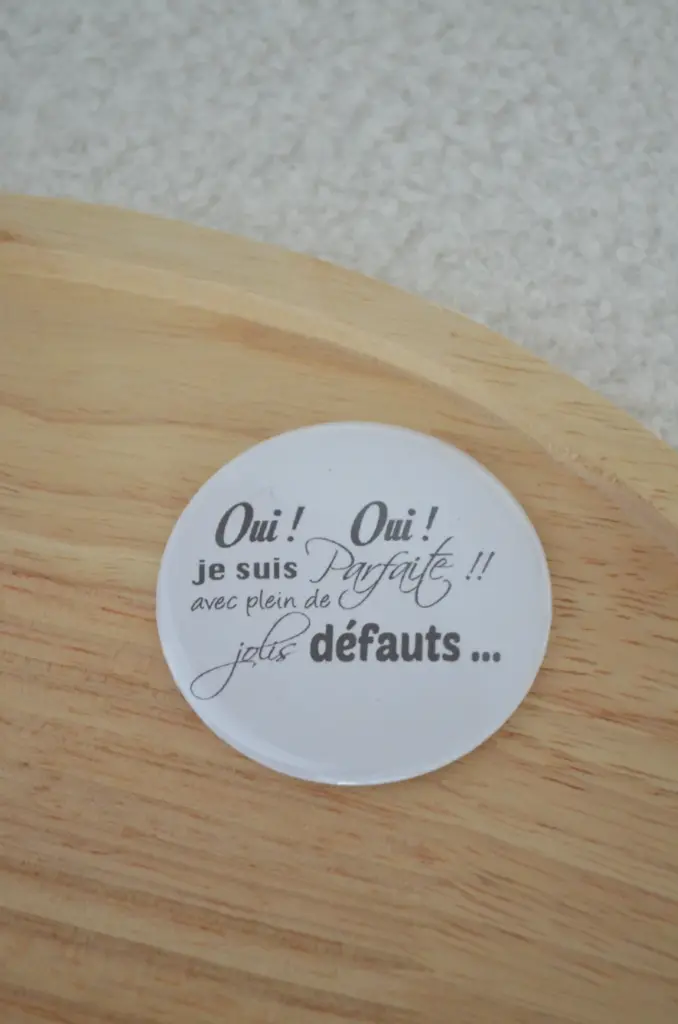 Oui ! Oui !
je suis Parfaite !!
avec plein de
jolis défauts ...